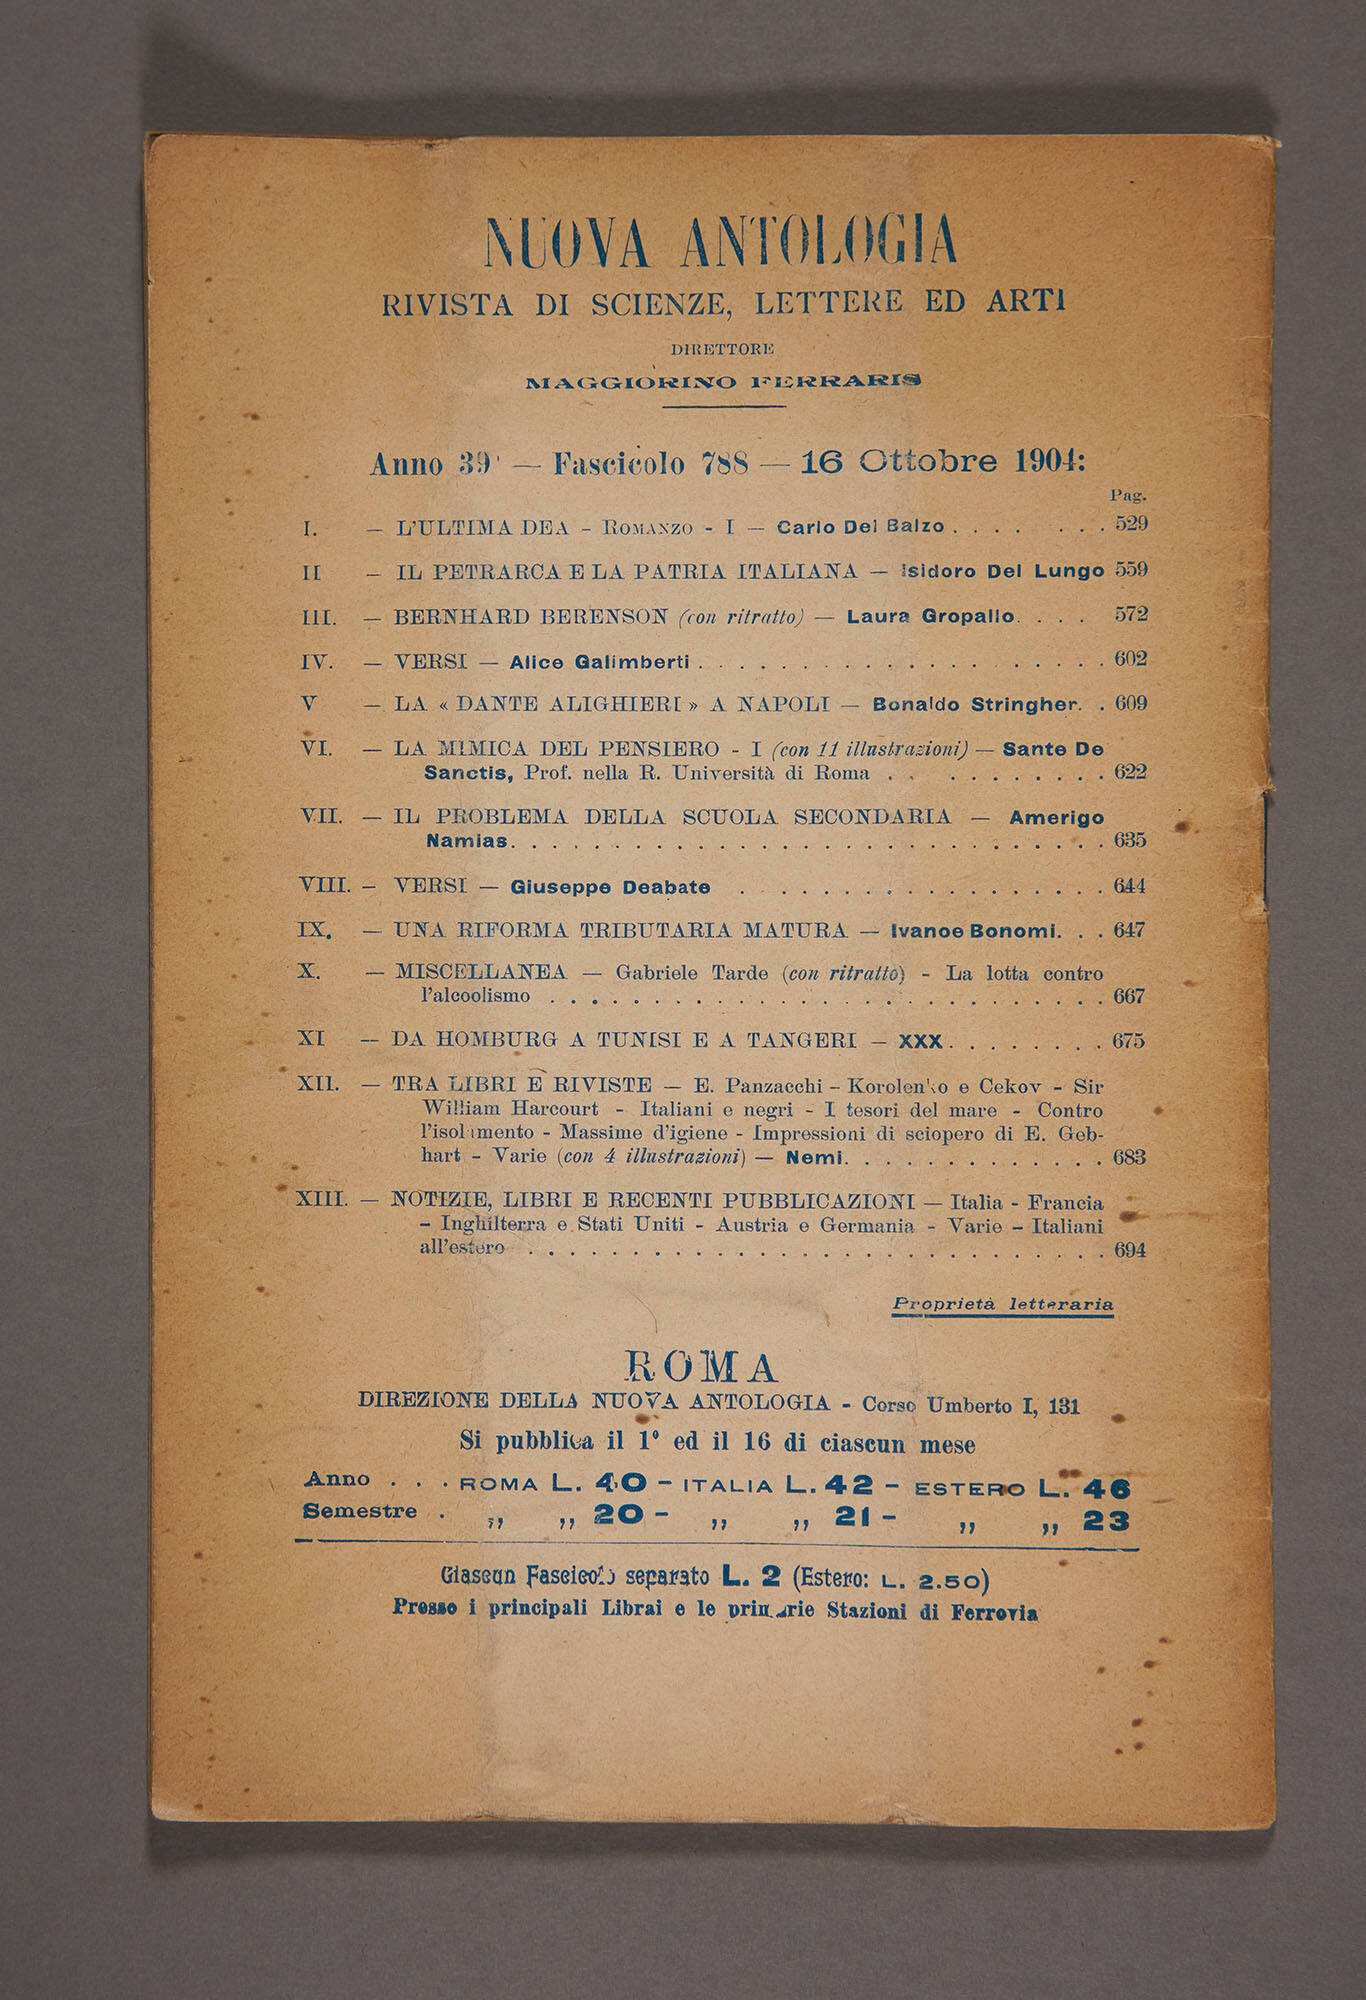 NUOVA ANTOLOGIA
RIVISTA DI SCIENZE, LETTERE ED ARTI
DIRETTORE
MAGGIORINO FERRARIS
Anno 39° — Fascicolo 788 — 16 Ottobre 1904:
Pag.
I. — L'ULTIMA DEA - ROMANZO - I — Carlo Del Balzo . . . . . . . 529
II — IL PETRARCA E LA PATRIA ITALIANA — Isidoro Del Lungo 559
III. — BERNHARD BERENSON (con ritratto) — Laura Gropallo. . . . 572
IV. — VERSI — Alice Galimberti . . . . . . . . . . . . . . . . . . . . 602
V — LA « DANTE ALIGHIERI » A NAPOLI — Bonaldo Stringher. . 609
VI. — LA MIMICA DEL PENSIERO - I (con 11 illustrazioni) — Sante De
Sanctis, Prof. nella R. Università di Roma . . . . . . . . . . 622
VII. — IL PROBLEMA DELLA SCUOLA SECONDARIA — Amerigo
Namias. . . . . . . . . . . . . . . . . . . . . . . . . . . . . 635
VIII. — VERSI — Giuseppe Deabate . . . . . . . . . . . . . . . . . . 644
IX. — UNA RIFORMA TRIBUTARIA MATURA — Ivanoe Bonomi. . . 647
X. — MISCELLANEA — Gabriele Tarde (con ritratto) - La lotta contro
l'alcoolismo . . . . . . . . . . . . . . . . . . . . . . . . . . . 667
XI — DA HOMBURG A TUNISI E A TANGERI — XXX. . . . . . . . 675
XII. — TRA LIBRI E RIVISTE — E. Panzacchi - Korolenko e Cekov - Sir
William Harcourt - Italiani e negri - I tesori del mare - Contro
l'isolamento - Massime d'igiene - Impressioni di sciopero di E. Geb-
hart - Varie (con 4 illustrazioni) — Nemi. . . . . . . . . . . . . 683
XIII. — NOTIZIE, LIBRI E RECENTI PUBBLICAZIONI — Italia - Francia
- Inghilterra e Stati Uniti - Austria e Germania - Varie - Italiani
all'estero . . . . . . . . . . . . . . . . . . . . . . . . . . . . 694
Proprietà letteraria
ROMA
DIREZIONE DELLA NUOVA ANTOLOGIA - Corso Umberto I, 131
Si pubblica il 1° ed il 16 di ciascun mese
Anno . . . ROMA L. 40 - ITALIA L. 42 - ESTERO L. 46
Semestre . „ „ 20 - „ „ 21 - „ „ 23
Ciascun Fascicolo separato L. 2 (Estero: L. 2.50)
Presso i principali Librai e le primarie Stazioni di Ferrovia